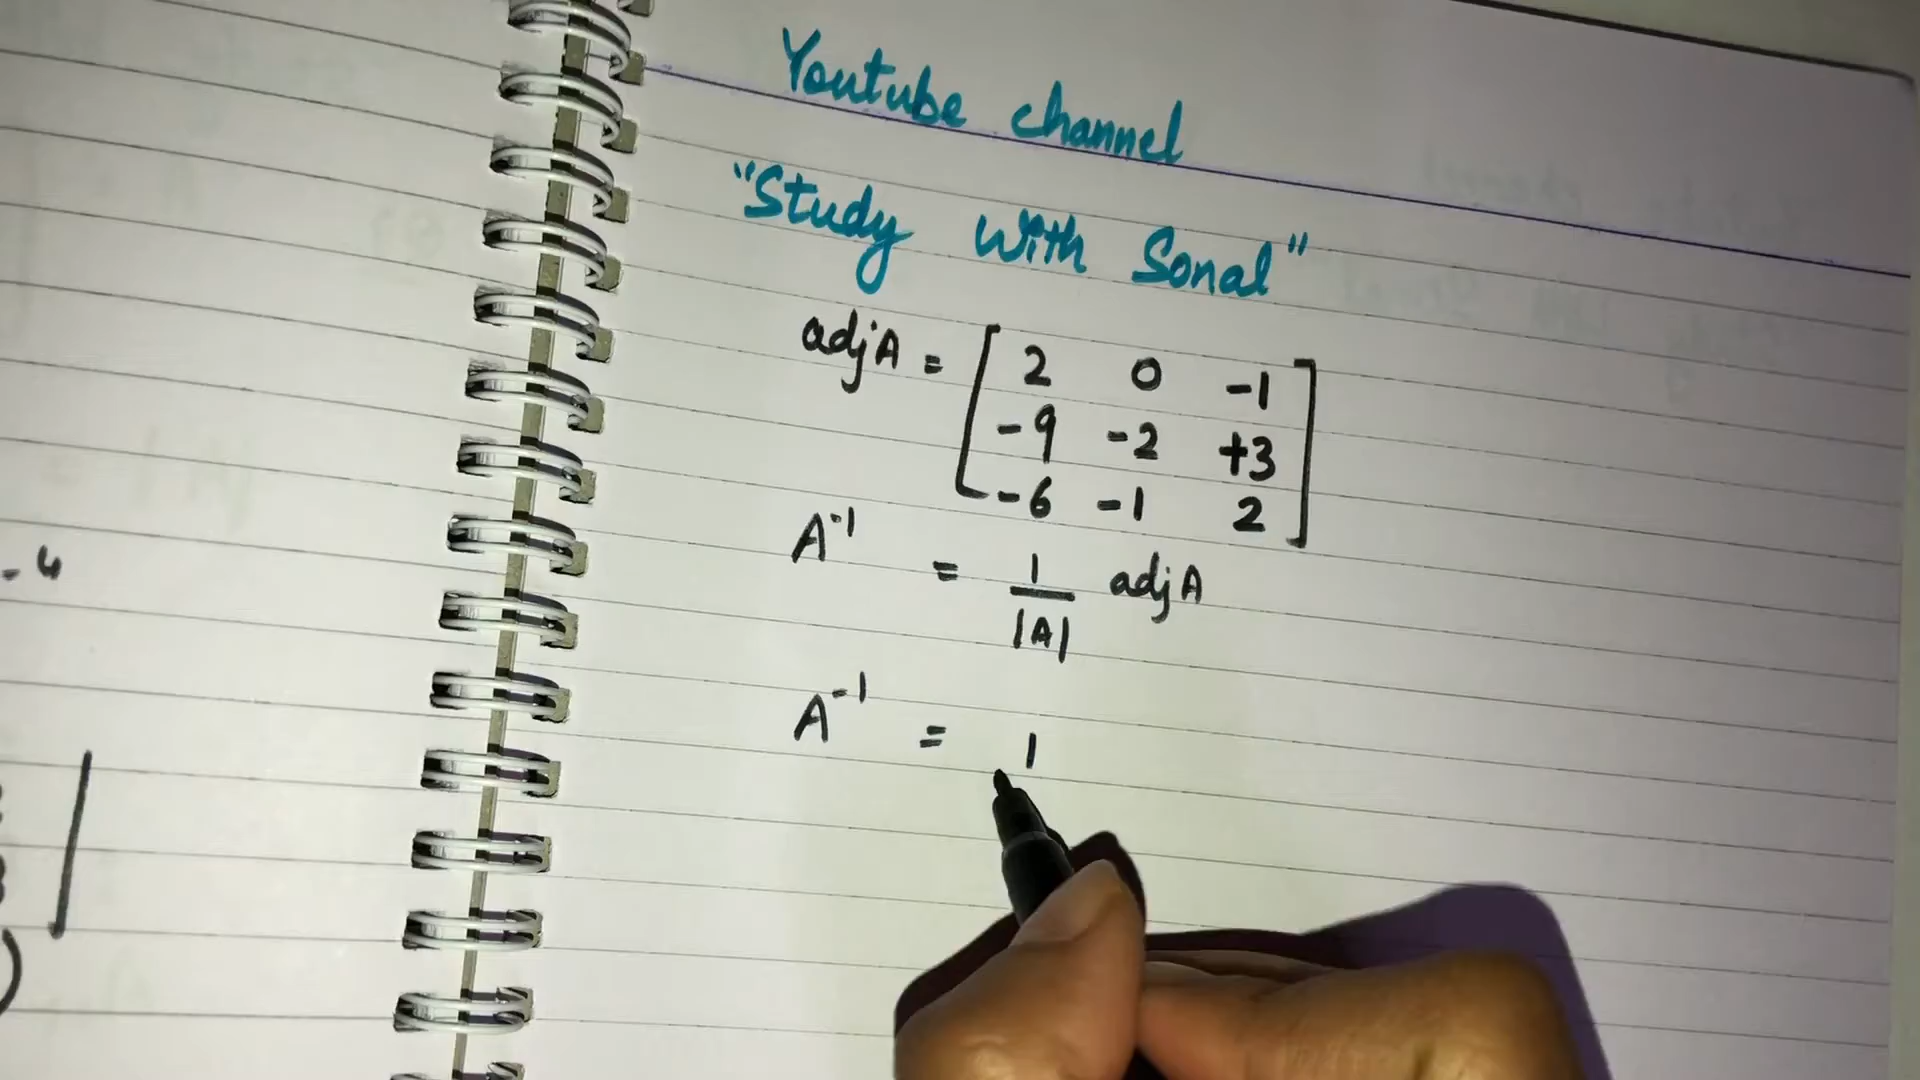 Youtube channel
"Study With Sonal"
adjA = [ 2 0 -1
-9 -2 +3
-6 -1 2 ]
A⁻¹ = 1/|A| adjA
A⁻¹ = 1
- 4